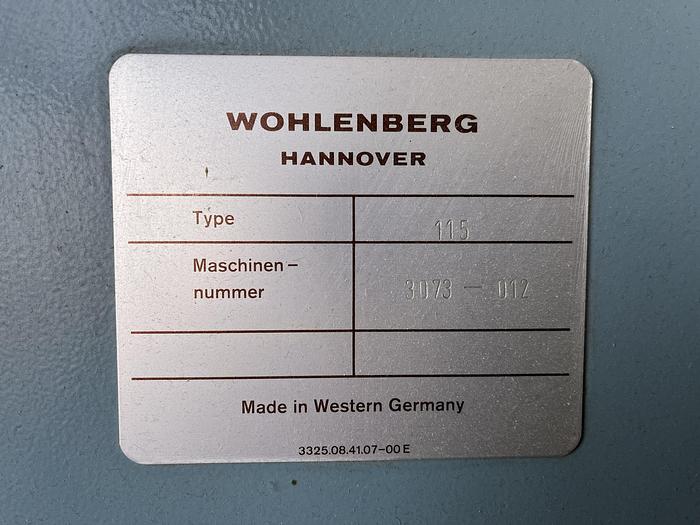 WOHLENBERG
HANNOVER
Type 115
Maschinen–
nummer 3073 — 012
Made in Western Germany
3325.08.41.07–00 E